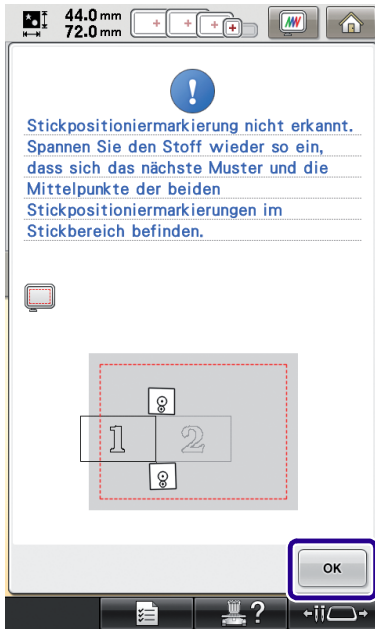 44.0 mm
72.0 mm
Stickpositioniermarkierung nicht erkannt.
Spannen Sie den Stoff wieder so ein,
dass sich das nächste Muster und die
Mittelpunkte der beiden
Stickpositioniermarkierungen im
Stickbereich befinden.
1 2
OK
?